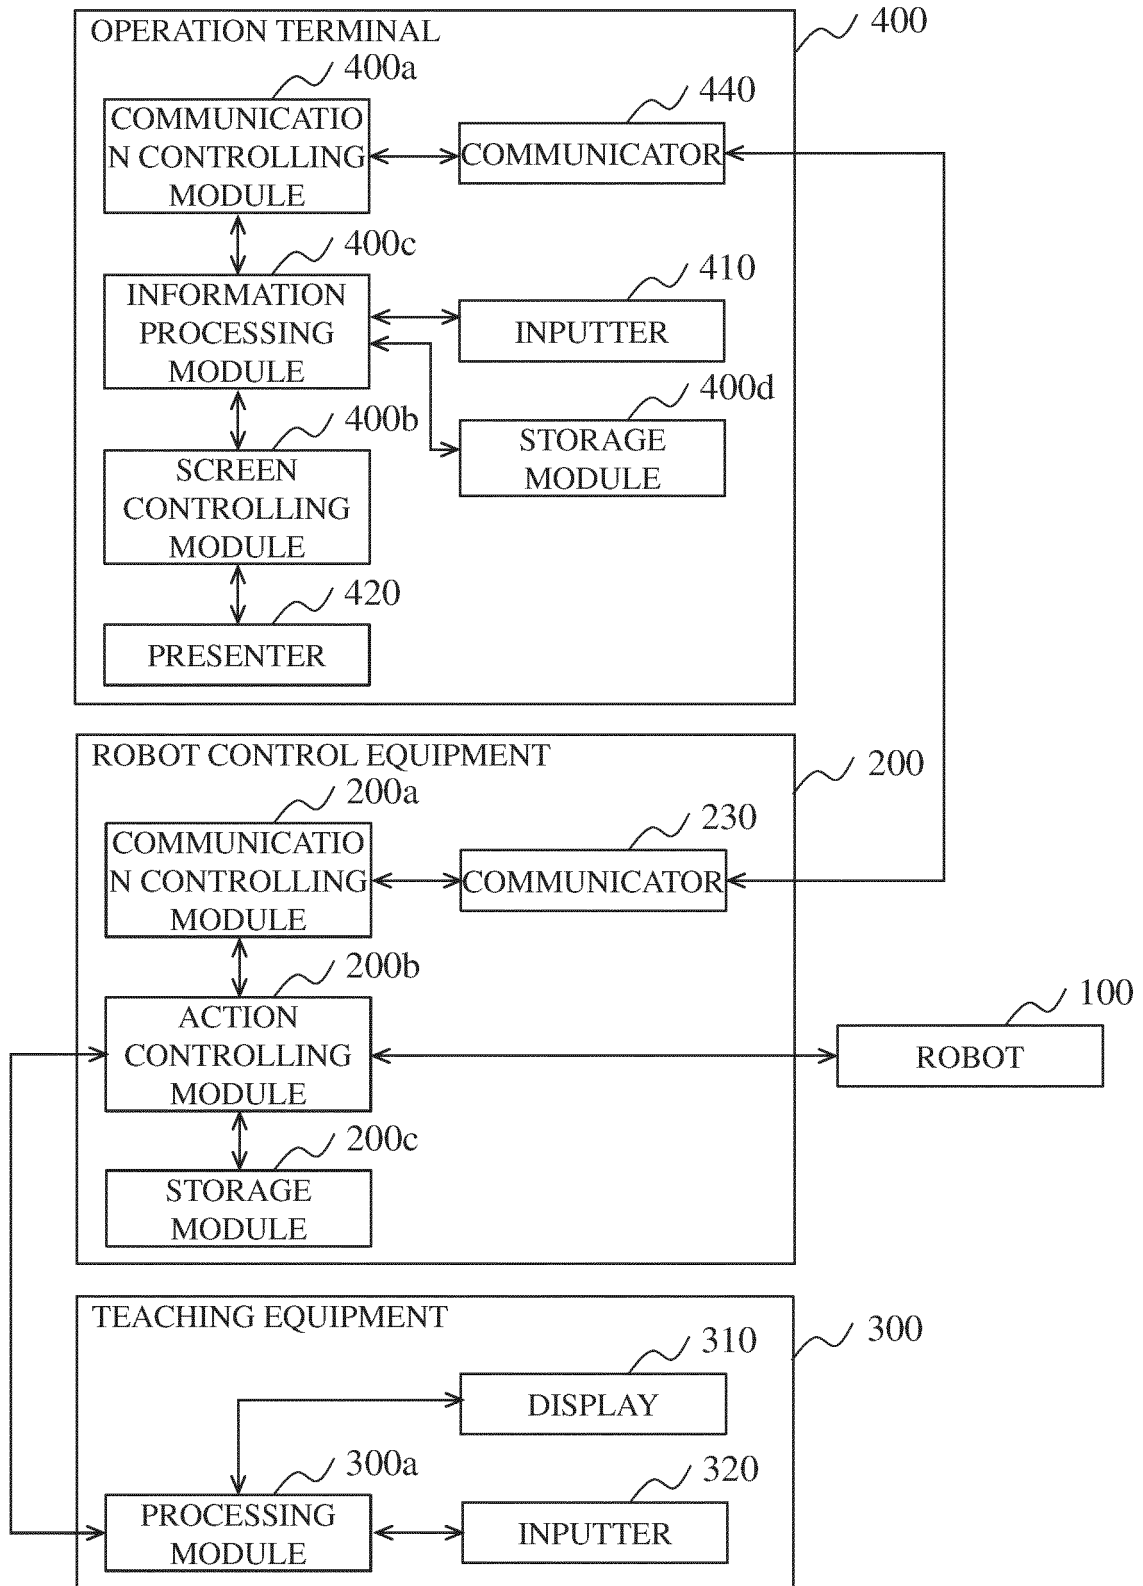 OPERATION TERMINAL
400
400a
COMMUNICATIO
N CONTROLLING
MODULE
440
COMMUNICATOR
400c
INFORMATION
PROCESSING
MODULE
410
INPUTTER
400d
STORAGE
MODULE
400b
SCREEN
CONTROLLING
MODULE
420
PRESENTER
ROBOT CONTROL EQUIPMENT
200
200a
COMMUNICATIO
N CONTROLLING
MODULE
230
COMMUNICATOR
200b
ACTION
CONTROLLING
MODULE
100
ROBOT
200c
STORAGE
MODULE
TEACHING EQUIPMENT
300
310
DISPLAY
300a
PROCESSING
MODULE
320
INPUTTER